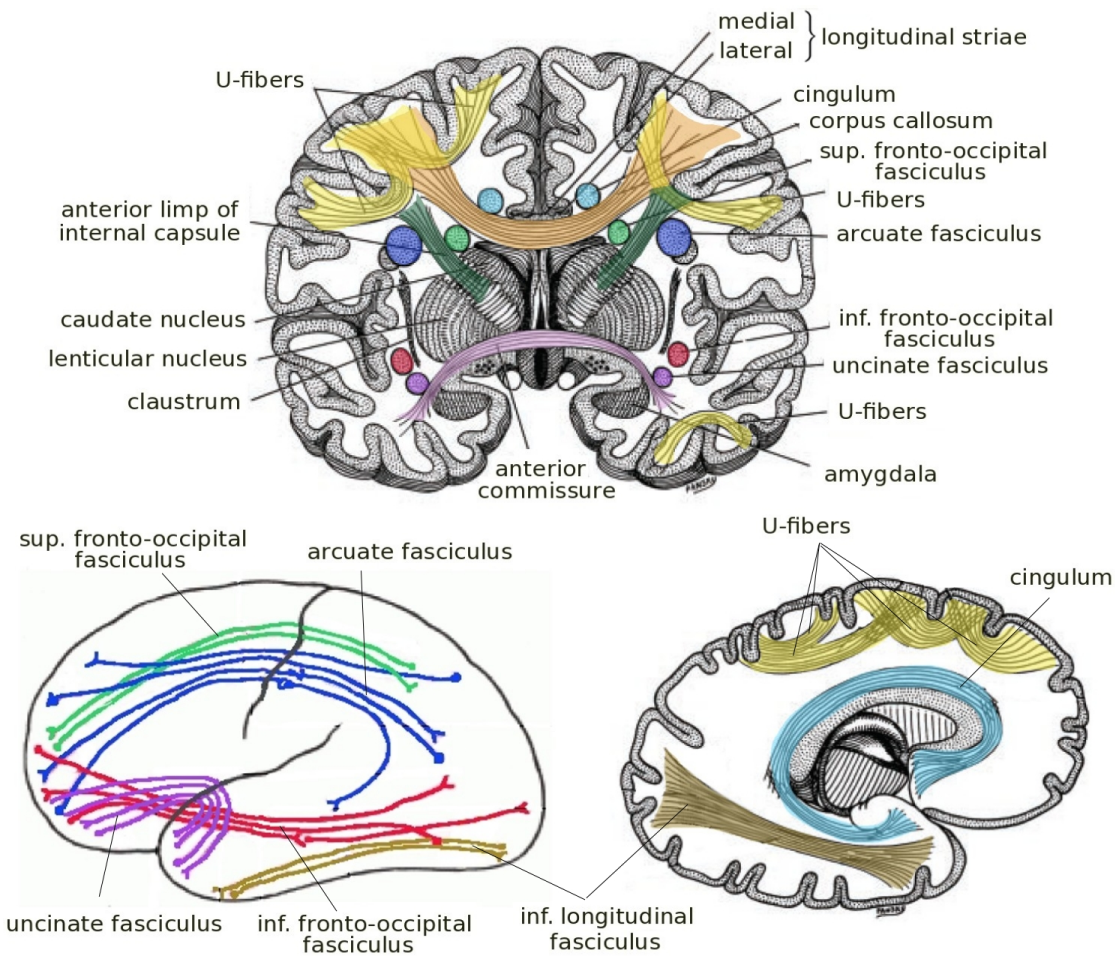 medial
lateral
longitudinal striae
U-fibers
cingulum
corpus callosum
sup. fronto-occipital
fasciculus
U-fibers
anterior limp of
internal capsule
arcuate fasciculus
caudate nucleus
inf. fronto-occipital
fasciculus
lenticular nucleus
uncinate fasciculus
claustrum
U-fibers
anterior
commissure
amygdala
sup. fronto-occipital
fasciculus
arcuate fasciculus
U-fibers
cingulum
uncinate fasciculus
inf. fronto-occipital
fasciculus
inf. longitudinal
fasciculus